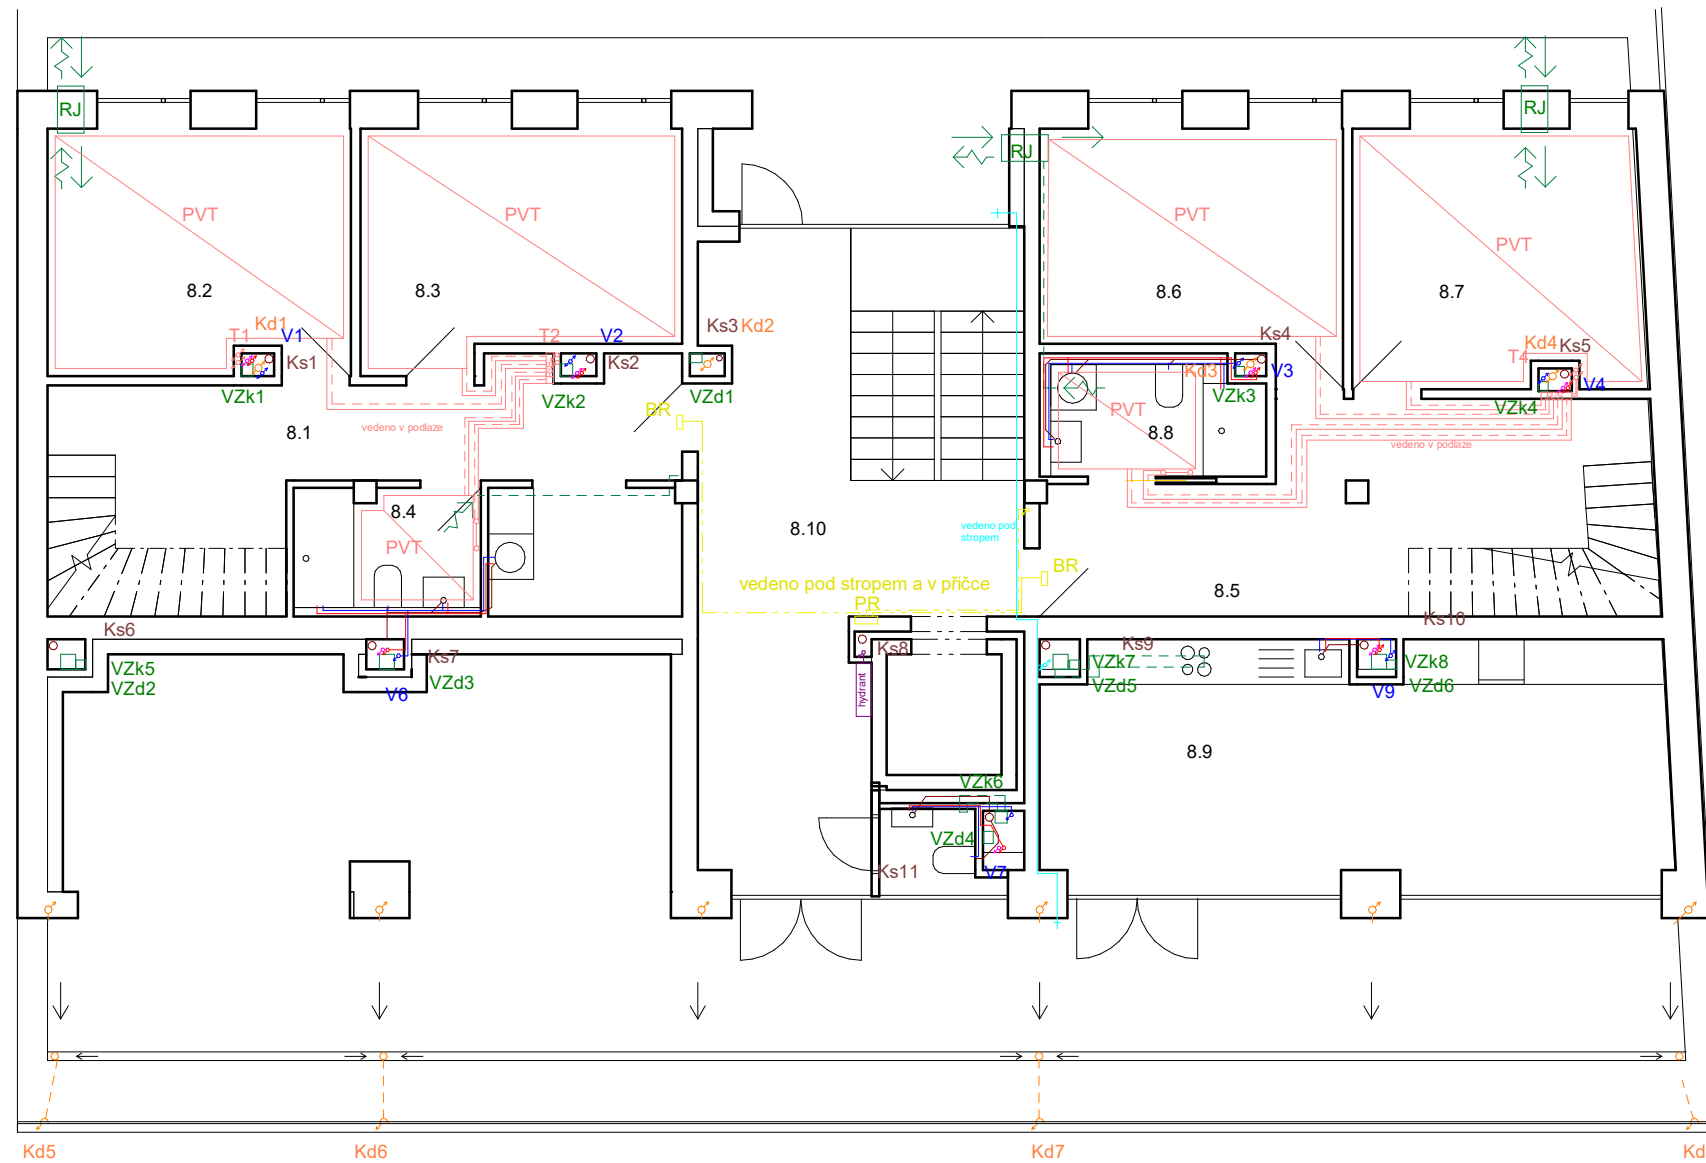 RJ
RJ
RJ
PVT
PVT
PVT
PVT
8.2
8.3
8.6
8.7
Kd1
T1
V1
Ks1
VZk1
T2
V2
Ks2
VZk2
Ks3
Kd2
VZd1
Ks4
Kd3
V3
VZk3
Kd4
Ks5
T4
V4
VZk4
8.1
vedeno v podlaze
BR
PVT
8.8
vedeno v podlaze
8.4
PVT
8.10
vedeno pod
stropem
BR
vedeno pod stropem a v příčce
PR
8.5
Ks6
VZk5
VZd2
Ks7
VZd3
V6
Ks8
hydrant
Ks9
VZk7
VZd5
Ks10
VZk8
VZd6
V9
8.9
VZk6
VZd4
Ks11
V7
Kd5
Kd6
Kd7
Kd